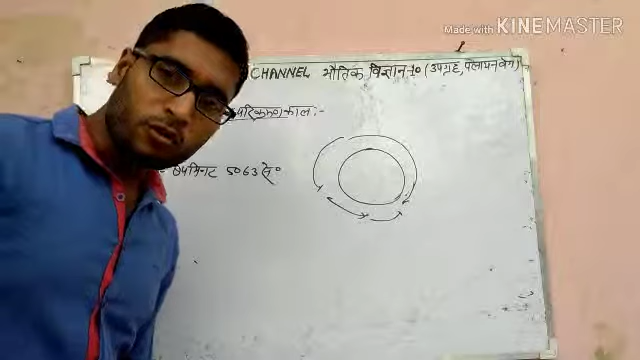 Made with KINEMASTER
CHANNEL भौतिक विज्ञान-10 (उपग्रह, पलायन वेग)
परिक्रमण काल :-
84 मिनट 5063 से०